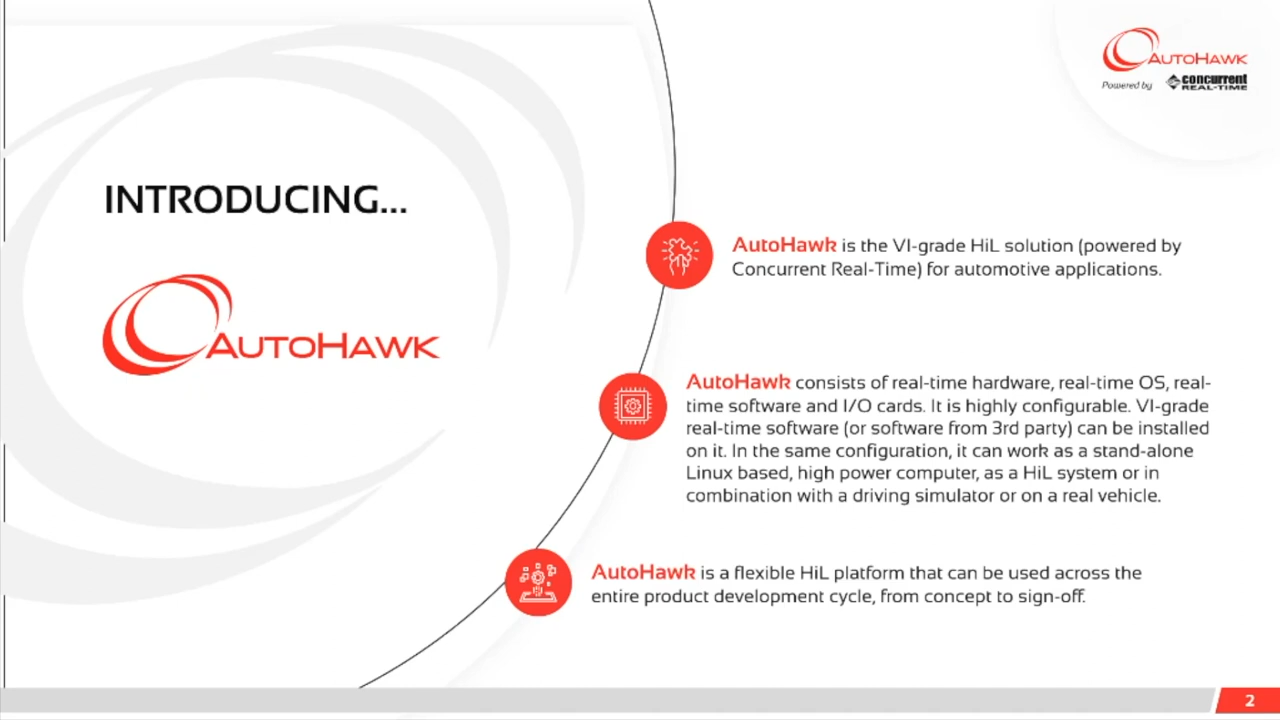 AUTOHAWK
Powered by concurrent
REAL-TIME
INTRODUCING...
AUTOHAWK
AutoHawk is the VI-grade HiL solution (powered by
Concurrent Real-Time) for automotive applications.
AutoHawk consists of real-time hardware, real-time OS, real-
time software and I/O cards. It is highly configurable. VI-grade
real-time software (or software from 3rd party) can be installed
on it. In the same configuration, it can work as a stand-alone
Linux based, high power computer, as a HiL system or in
combination with a driving simulator or on a real vehicle.
AutoHawk is a flexible HiL platform that can be used across the
entire product development cycle, from concept to sign-off.
2